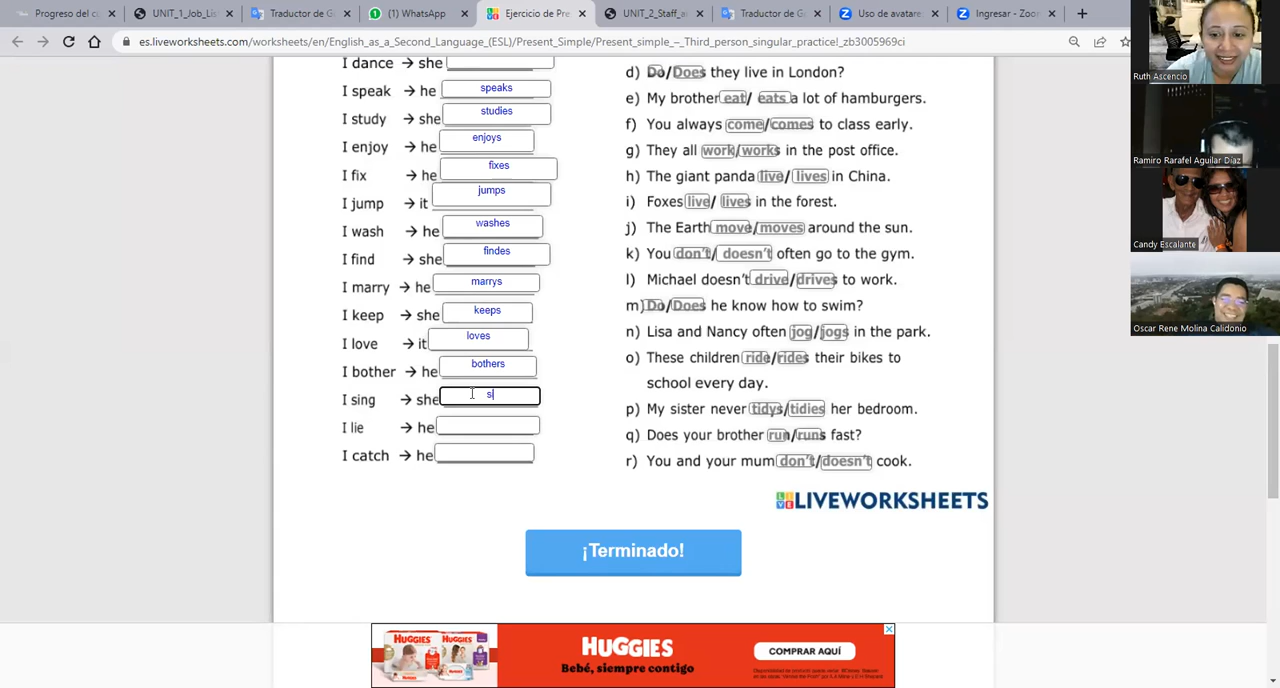 Progreso del c
UNIT_1_Job_Lis
Traductor de G
(1) WhatsApp
Ejercicio de Pre
UNIT_2_Staff_a
Traductor de G
Uso de avatare
Ingresar - Zoo
es.liveworksheets.com/worksheets/en/English_as_a_Second_Language_(ESL)/Present_Simple/Present_simple_–_Third_person_singular_practice!_zb3005969ci
I dance → she
I speak → he speaks
I study → she studies
I enjoy → he enjoys
I fix → he fixes
I jump → it jumps
I wash → he washes
I find → she findes
I marry → he marrys
I keep → she keeps
I love → it loves
I bother → he bothers
I sing → she s
I lie → he
I catch → he
d) Do/Does they live in London?
e) My brother eat/ eats a lot of hamburgers.
f) You always come/comes to class early.
g) They all work/works in the post office.
h) The giant panda live/ lives in China.
i) Foxes live/ lives in the forest.
j) The Earth move/moves around the sun.
k) You don't/ doesn't often go to the gym.
l) Michael doesn't drive/drives to work.
m) Do/Does he know how to swim?
n) Lisa and Nancy often jog/jogs in the park.
o) These children ride/rides their bikes to
school every day.
p) My sister never tidys/tidies her bedroom.
q) Does your brother run/runs fast?
r) You and your mum don't/doesn't cook.
LIVE LIVEWORKSHEETS
¡Terminado!
HUGGIES
HUGGIES
Bebé, siempre contigo
COMPRAR AQUÍ
Ruth Ascencio
Ramiro Rarafel Aguilar Diaz
Candy Escalante
Oscar Rene Molina Calidonio